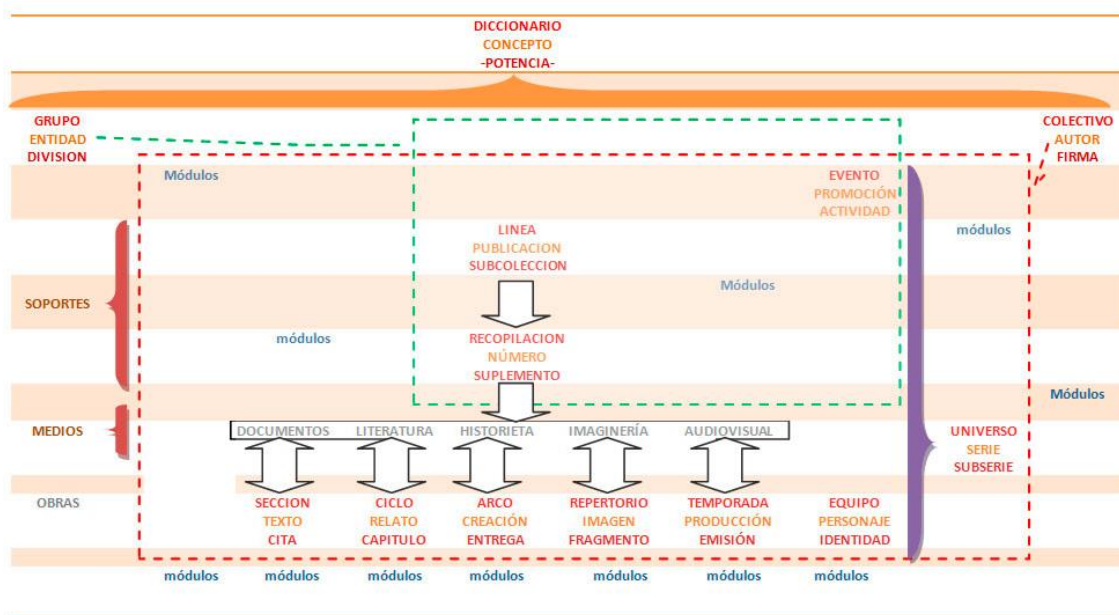 DICCIONARIO
CONCEPTO
-POTENCIA-
GRUPO
ENTIDAD
DIVISION
COLECTIVO
AUTOR
FIRMA
Módulos
EVENTO
PROMOCIÓN
ACTIVIDAD
LINEA
PUBLICACION
SUBCOLECCION
módulos
Módulos
SOPORTES
módulos
RECOPILACION
NÚMERO
SUPLEMENTO
Módulos
MEDIOS
DOCUMENTOS LITERATURA HISTORIETA IMAGINERÍA AUDIOVISUAL
UNIVERSO
SERIE
SUBSERIE
OBRAS
SECCION
TEXTO
CITA
CICLO
RELATO
CAPITULO
ARCO
CREACIÓN
ENTREGA
REPERTORIO
IMAGEN
FRAGMENTO
TEMPORADA
PRODUCCIÓN
EMISIÓN
EQUIPO
PERSONAJE
IDENTIDAD
módulos módulos módulos módulos módulos módulos módulos